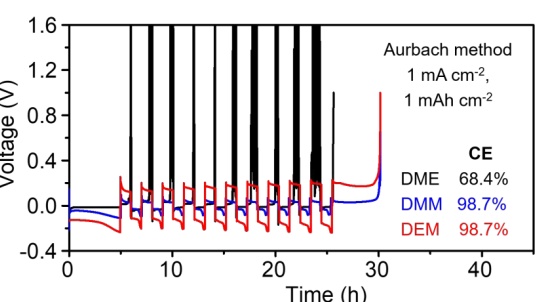 1.6
1.2
0.8
0.4
0.0
-0.4
Voltage (V)
Aurbach method
1 mA cm-2,
1 mAh cm-2
CE
DME 68.4%
DMM 98.7%
DEM 98.7%
0 10 20 30 40
Time (h)